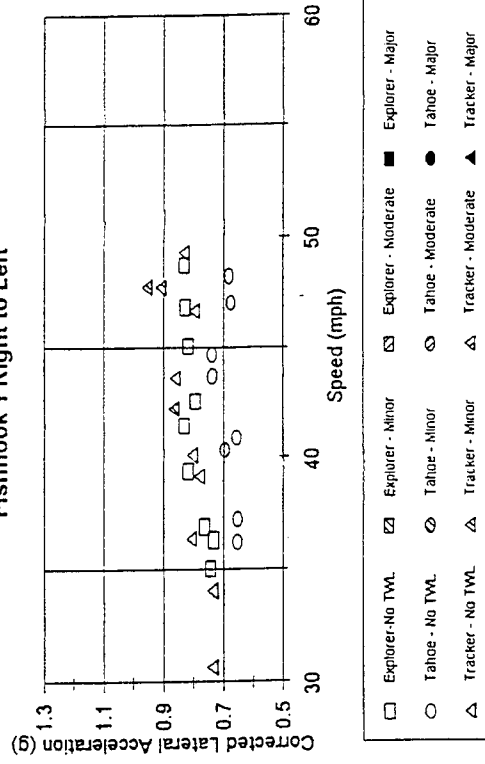 Fishhook 1 Right to Left
Corrected Lateral Acceleration (g)
1.3
1.1
0.9
0.7
0.5
30
40
50
60
Speed (mph)
Explorer-No TWL
Explorer - Minor
Explorer - Moderate
Explorer - Major
Tahoe - No TWL
Tahoe - Minor
Tahoe - Moderate
Tahoe - Major
Tracker - No TWL
Tracker - Minor
Tracker - Moderate
Tracker - Major